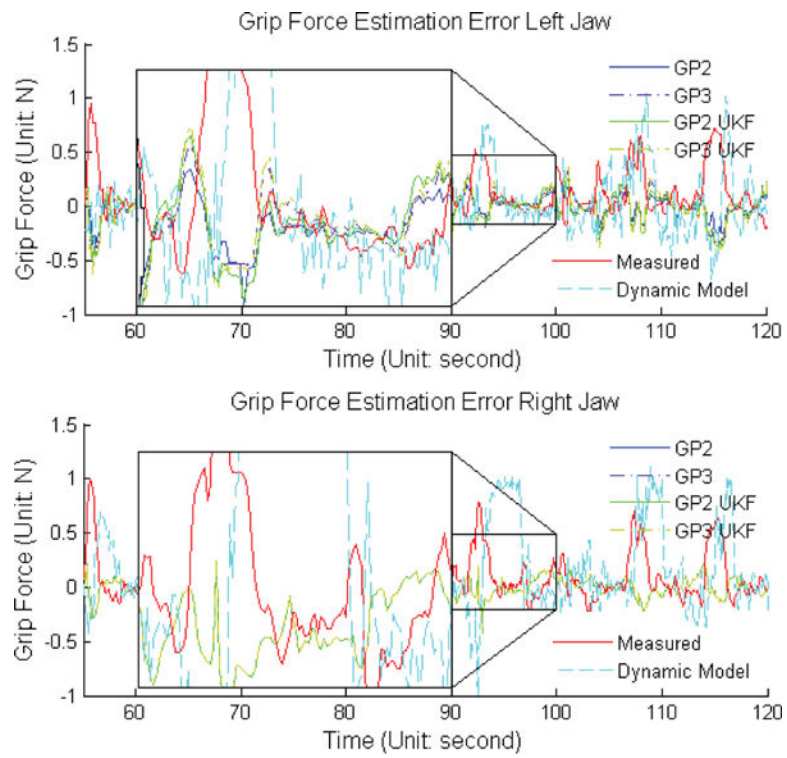 Grip Force Estimation Error Left Jaw
Grip Force (Unit: N)
1.5
1
0.5
0
-0.5
-1
GP2
GP3
GP2 UKF
GP3 UKF
Measured
Dynamic Model
60 70 80 90 100 110 120
Time (Unit: second)
Grip Force Estimation Error Right Jaw
Grip Force (Unit: N)
1.5
1
0.5
0
-0.5
-1
GP2
GP3
GP2 UKF
GP3 UKF
Measured
Dynamic Model
60 70 80 90 100 110 120
Time (Unit: second)